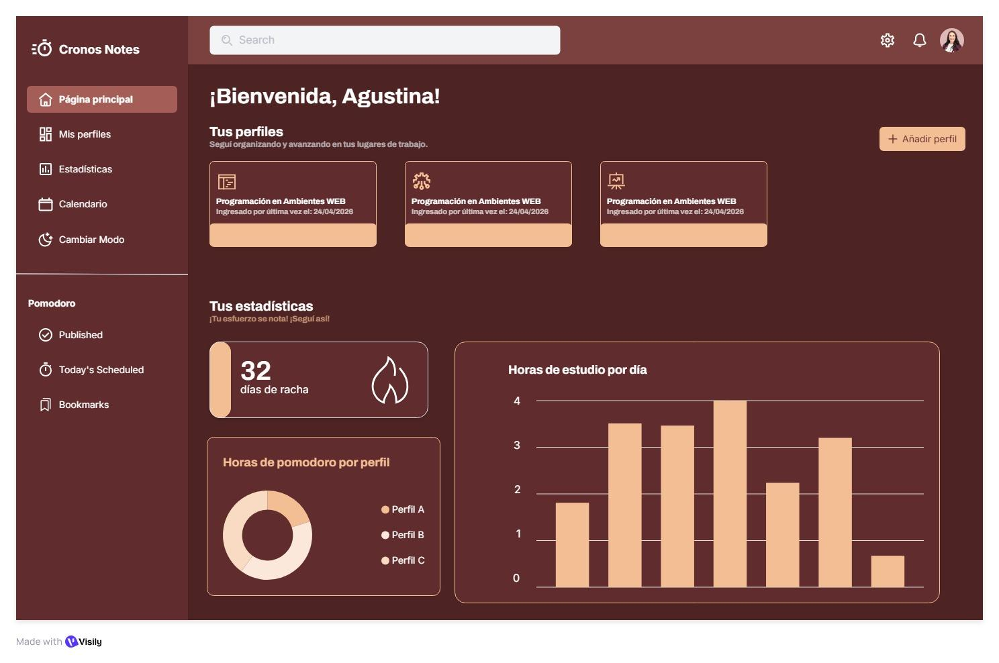 Cronos Notes
Search
Página principal
Mis perfiles
Estadísticas
Calendario
Cambiar Modo
Pomodoro
Published
Today's Scheduled
Bookmarks
¡Bienvenida, Agustina!
Tus perfiles
Seguí organizando y avanzando en tus lugares de trabajo.
Añadir perfil
Programación en Ambientes WEB
Ingresado por última vez el: 24/04/2026
Programación en Ambientes WEB
Ingresado por última vez el: 24/04/2026
Programación en Ambientes WEB
Ingresado por última vez el: 24/04/2026
Tus estadísticas
¡Tu esfuerzo se nota! ¡Seguí así!
32
días de racha
Horas de pomodoro por perfil
Perfil A
Perfil B
Perfil C
Horas de estudio por día
4
3
2
1
0
Made with Visily